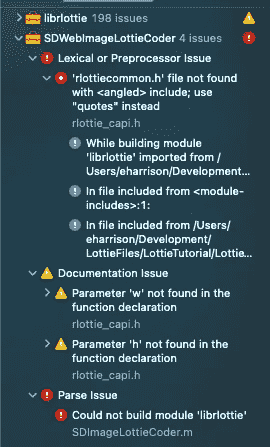 librlottie 198 issues
SDWebImageLottieCoder 4 issues
Lexical or Preprocessor Issue
'rlottiecommon.h' file not found
with <angled> include; use
"quotes" instead
rlottie_capi.h
While building module
'librlottie' imported from /
Users/eharrison/Development...
In file included from <module-
includes>:1:
In file included from /Users/
eharrison/Development/
LottieFiles/LottieTutorial/Lottie...
Documentation Issue
Parameter 'w' not found in the
function declaration
rlottie_capi.h
Parameter 'h' not found in the
function declaration
rlottie_capi.h
Parse Issue
Could not build module 'librlottie'
SDImageLottieCoder.m